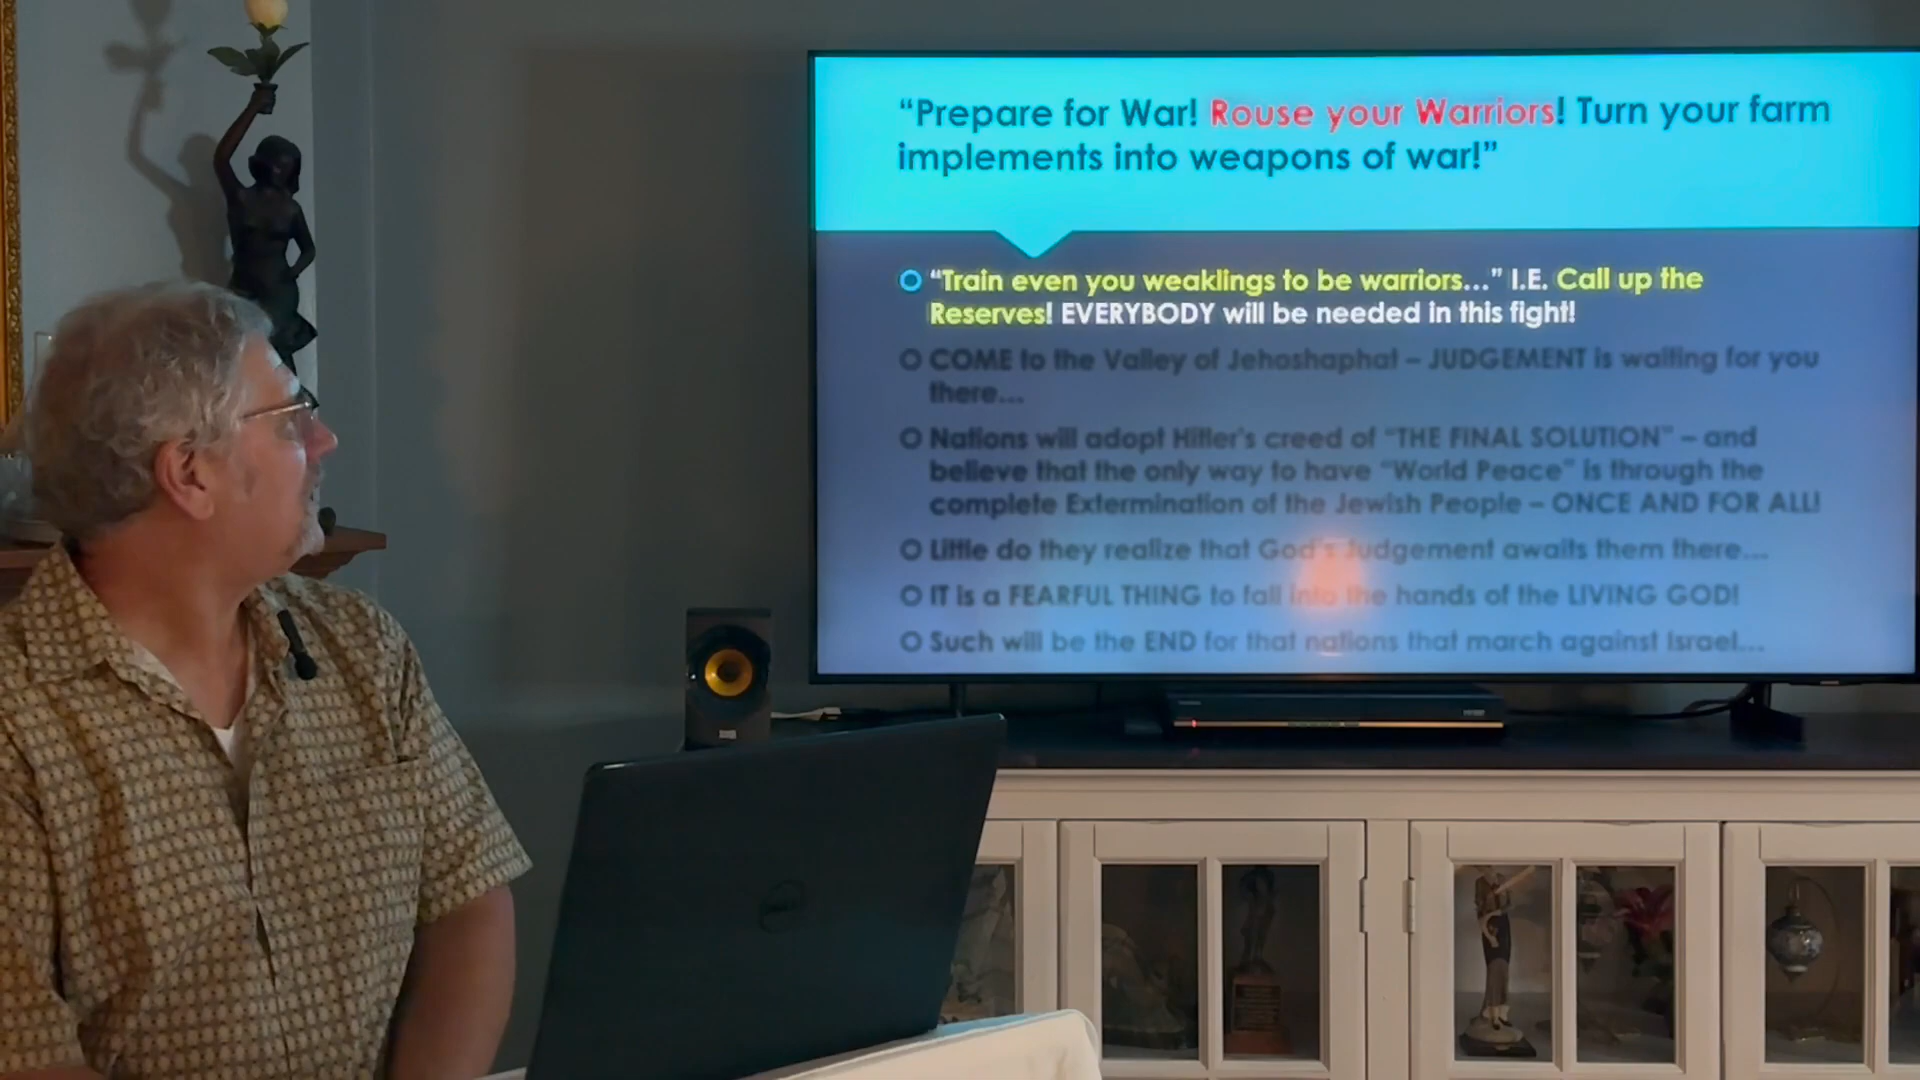 “Prepare for War! Rouse your Warriors! Turn your farm
implements into weapons of war!”
“Train even you weaklings to be warriors...” I.E. Call up the
Reserves! EVERYBODY will be needed in this fight!
COME to the Valley of Jehoshaphat – JUDGEMENT is waiting for you
there...
Nations will adopt Hitler's creed of “THE FINAL SOLUTION” – and
believe that the only way to have “World Peace” is through the
complete Extermination of the Jewish People – ONCE AND FOR ALL!
Little do they realize that God's Judgement awaits them there...
IT is a FEARFUL THING to fall into the hands of the LIVING GOD!
Such will be the END for that nations that march against Israel...
DELL